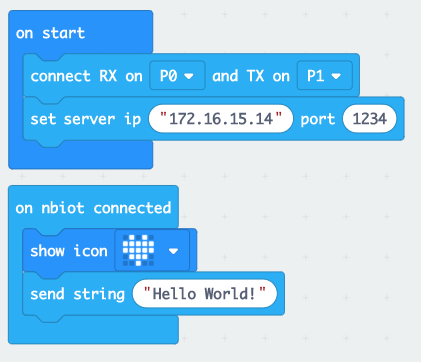 on start
connect RX on P0 and TX on P1
set server ip "172.16.15.14" port 1234
on nbiot connected
show icon
send string "Hello World!"